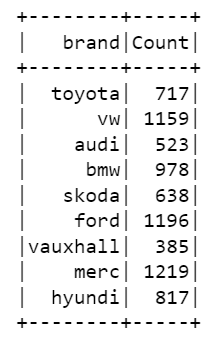 +--------+-----+
|   brand|Count|
+--------+-----+
|  toyota|  717|
|      vw| 1159|
|    audi|  523|
|     bmw|  978|
|   skoda|  638|
|    ford| 1196|
|vauxhall|  385|
|    merc| 1219|
|  hyundi|  817|
+--------+-----+